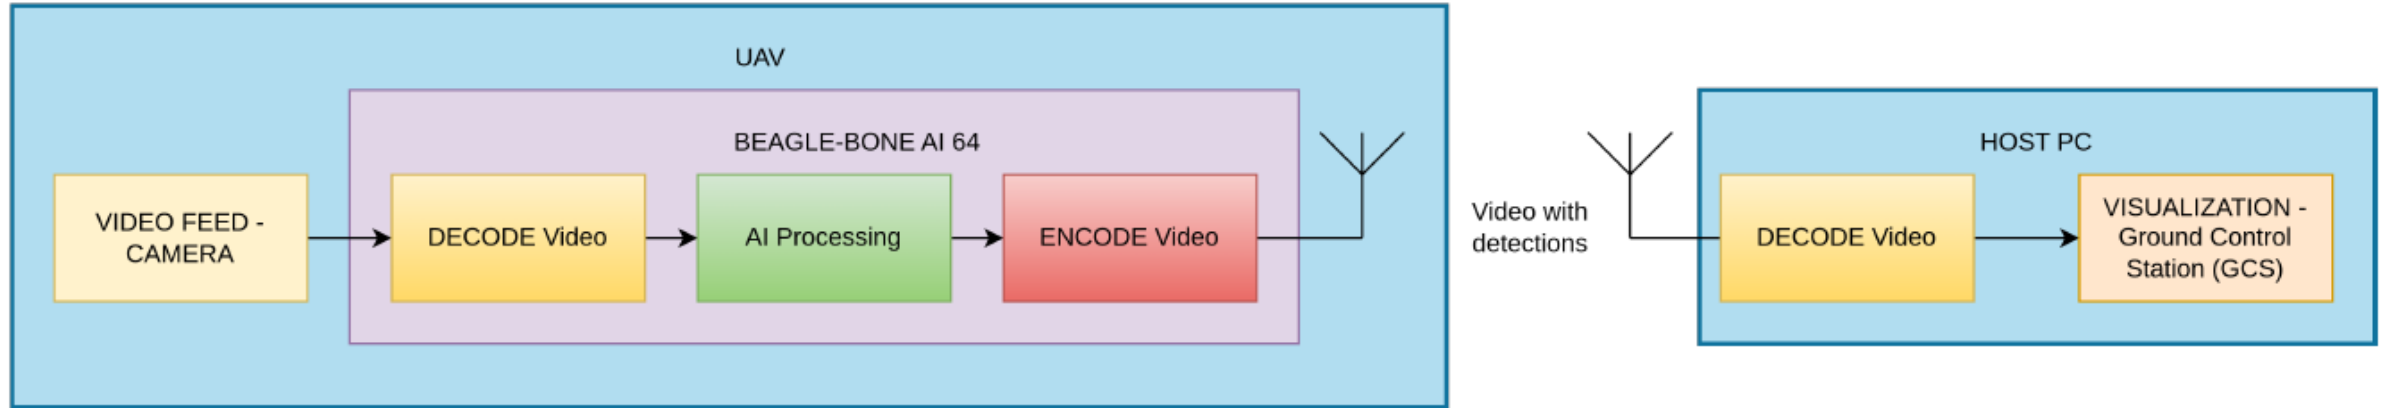 UAV
BEAGLE-BONE AI 64
VIDEO FEED -
CAMERA
DECODE Video
AI Processing
ENCODE Video
Video with
detections
HOST PC
DECODE Video
VISUALIZATION -
Ground Control
Station (GCS)